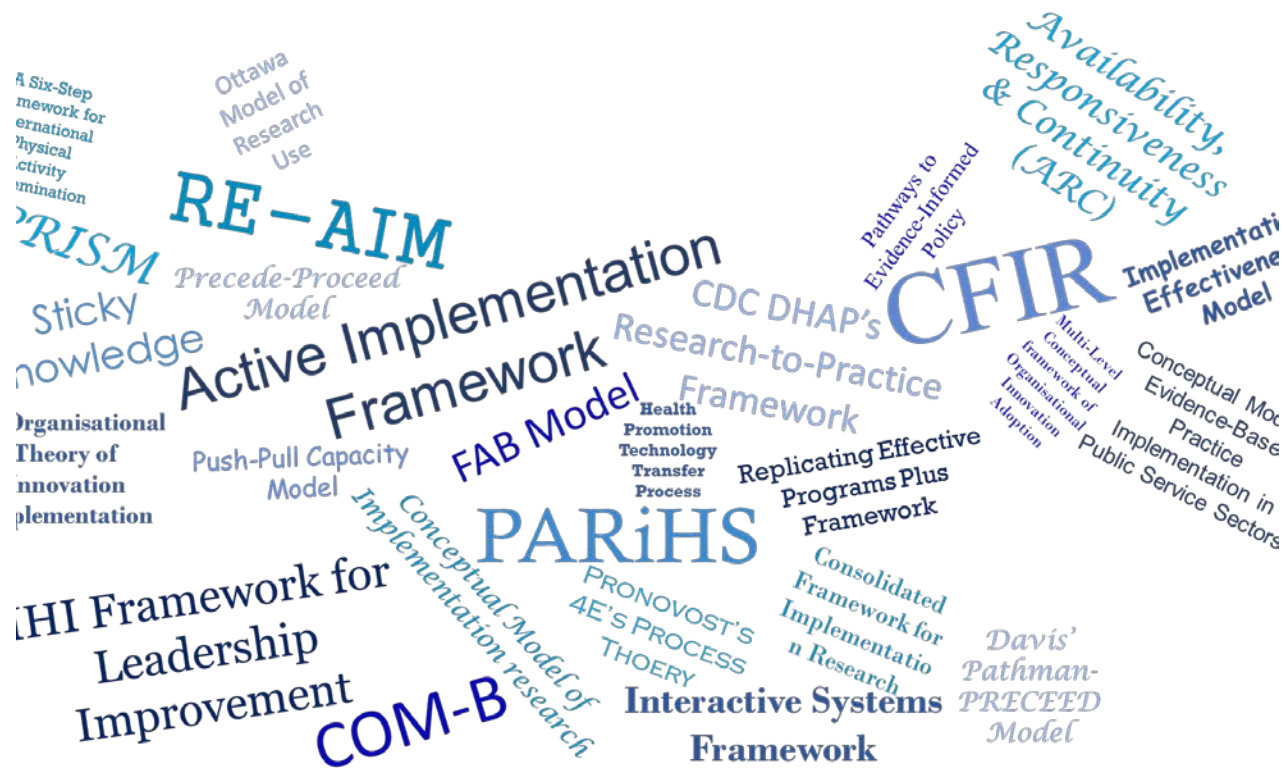 A Six-Step
mework for
ernational
Physical
ctivity
emination
Ottawa
Model of
Research
Use
RE-AIM
PRISM
Precede-Proceed
Model
Sticky
nowledge
Active Implementation
Framework
Organisational
Theory of
nnovation
plementation
Push-Pull Capacity
Model
FAB Model
CDC DHAP's
Research-to-Practice
Framework
Health
Promotion
Technology
Transfer
Process
Availability,
Responsiveness
& Continuity
(ARC)
Pathways to
Evidence-Informed
Policy
CFIR
Implementati
Effectivene
Model
Multi-Level
Conceptual
framework of
Organisational
Innovation
Adoption
Conceptual Mod
Evidence-Base
Practice
Implementation in
Public Service Sectors
Replicating Effective
Programs Plus
Framework
PARiHS
Conceptual Model of
Implementation research
IHI Framework for
Leadership
Improvement
COM-B
PRONOVOST'S
4E'S PROCESS
THOERY
Consolidated
Framework for
Implementatio
n Research
Interactive Systems
Framework
Davis'
Pathman-
PRECEED
Model